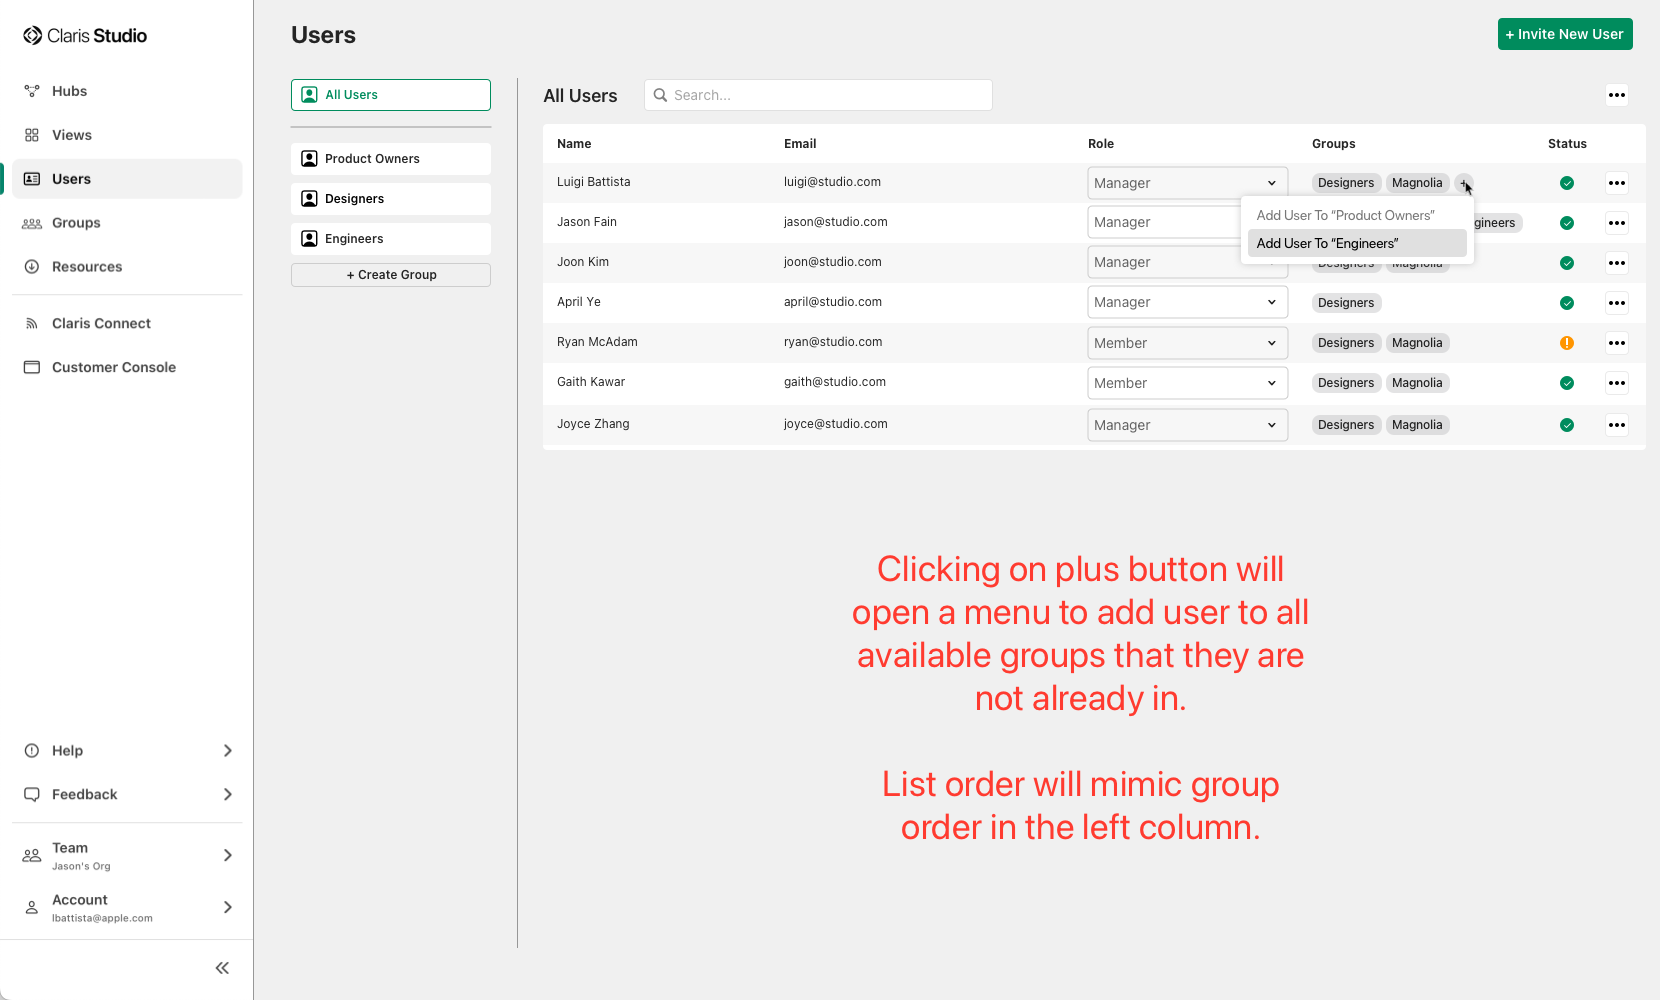 Claris Studio
Hubs
Views
Users
Groups
Resources
Claris Connect
Customer Console
Help
Feedback
Team
Jason's Org
Account
lbattista@apple.com
Users
+ Invite New User
All Users
Product Owners
Designers
Engineers
+ Create Group
All Users
Search...
Name Email Role Groups Status
Luigi Battista luigi@studio.com Manager Designers Magnolia +
Jason Fain jason@studio.com Manager gineers
Add User To “Product Owners”
Add User To “Engineers”
Joon Kim joon@studio.com Manager Designers Magnolia
April Ye april@studio.com Manager Designers
Ryan McAdam ryan@studio.com Member Designers Magnolia
Gaith Kawar gaith@studio.com Member Designers Magnolia
Joyce Zhang joyce@studio.com Manager Designers Magnolia
Clicking on plus button will
open a menu to add user to all
available groups that they are
not already in.
List order will mimic group
order in the left column.